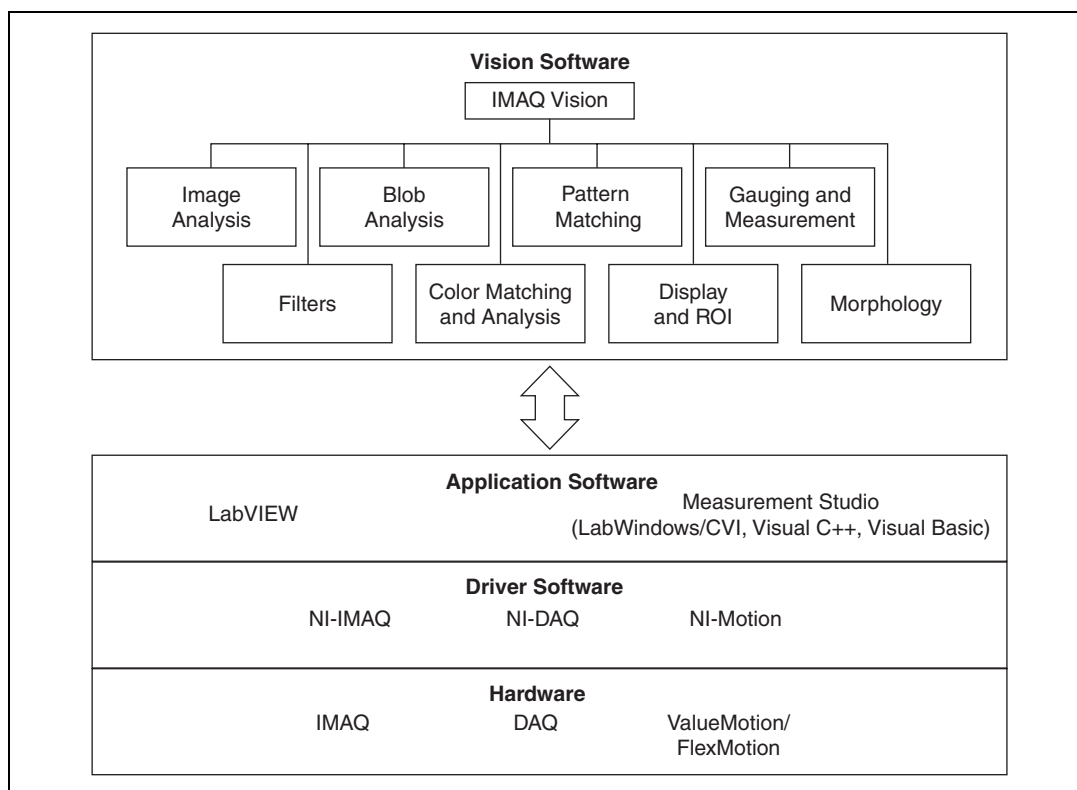 Vision Software
IMAQ Vision
Image
Analysis
Blob
Analysis
Pattern
Matching
Gauging and
Measurement
Filters
Color Matching
and Analysis
Display
and ROI
Morphology
Application Software
LabVIEW
Measurement Studio
(LabWindows/CVI, Visual C++, Visual Basic)
Driver Software
NI-IMAQ
NI-DAQ
NI-Motion
Hardware
IMAQ
DAQ
ValueMotion/
FlexMotion